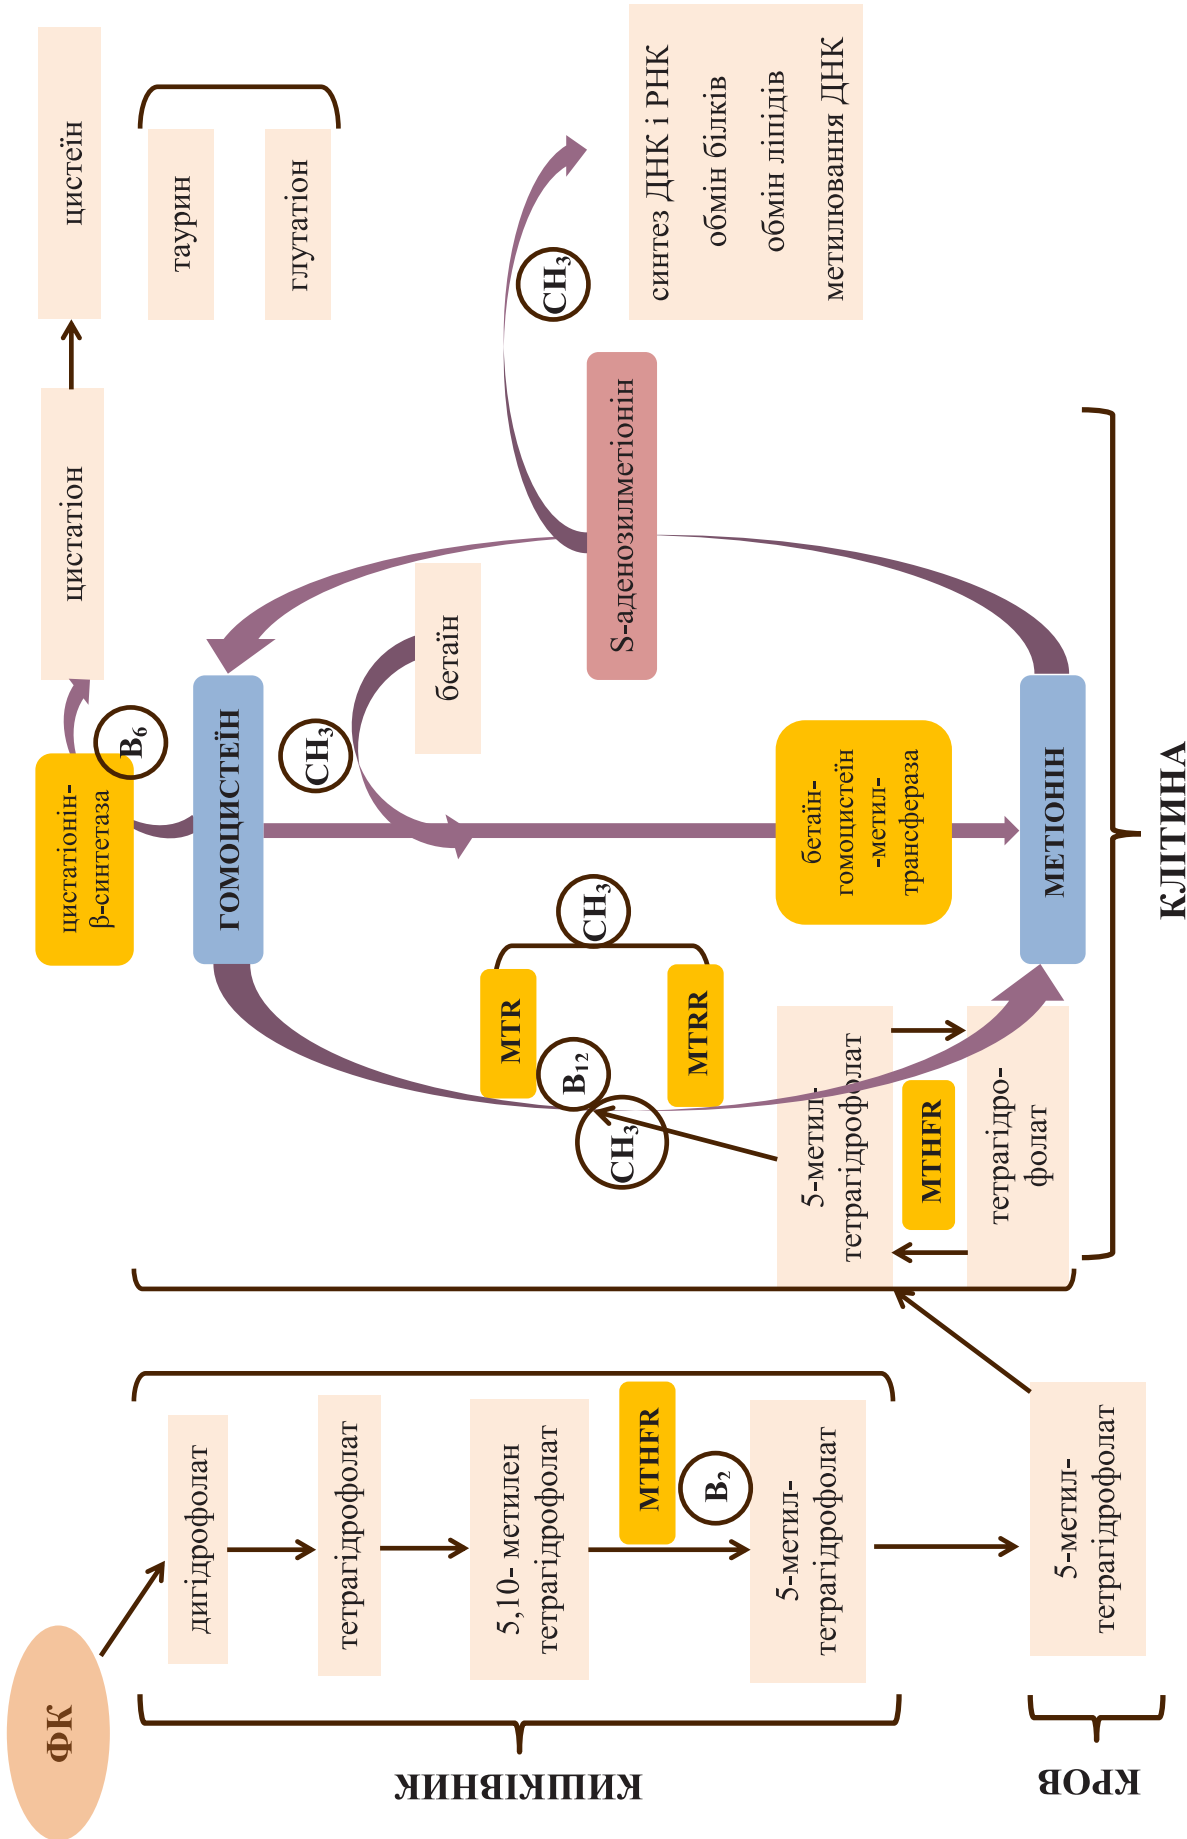 ФК
КИШКІВНИК
дигідрофолат
тетрагідрофолат
5,10- метилен
тетрагідрофолат
MTHFR
B₂
5-метил-
тетрагідрофолат
КРОВ
5-метил-
тетрагідрофолат
цистатіонін-
β-синтетаза
B₆
цистатіон
цистеїн
таурин
глутатіон
ГОМОЦИСТЕЇН
CH₃
бетаїн
MTR
B₁₂
CH₃
MTRR
CH₃
S-аденозилметіонін
CH₃
синтез ДНК і РНК
обмін білків
обмін ліпідів
метилювання ДНК
5-метил-
тетрагідрофолат
MTHFR
тетрагідро-
фолат
бетаїн-
гомоцистеїн
-метил-
трансфераза
МЕТІОНІН
КЛІТИНА